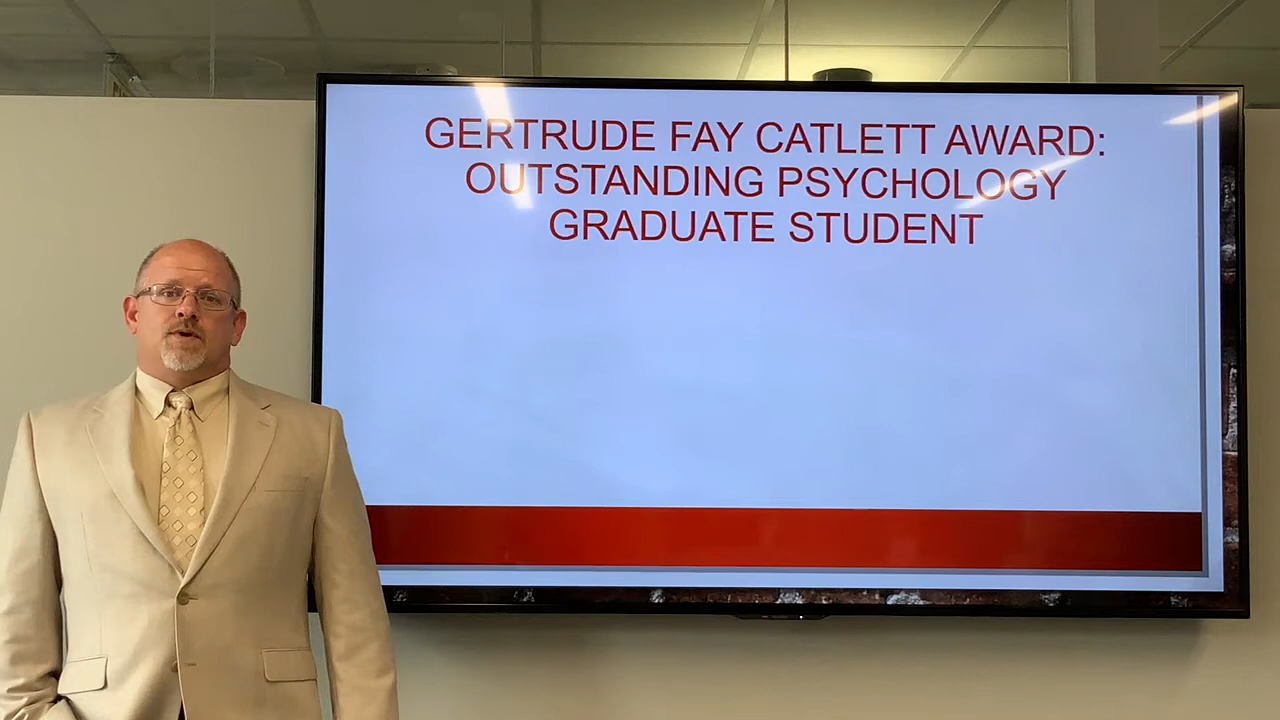 GERTRUDE FAY CATLETT AWARD:
OUTSTANDING PSYCHOLOGY
GRADUATE STUDENT